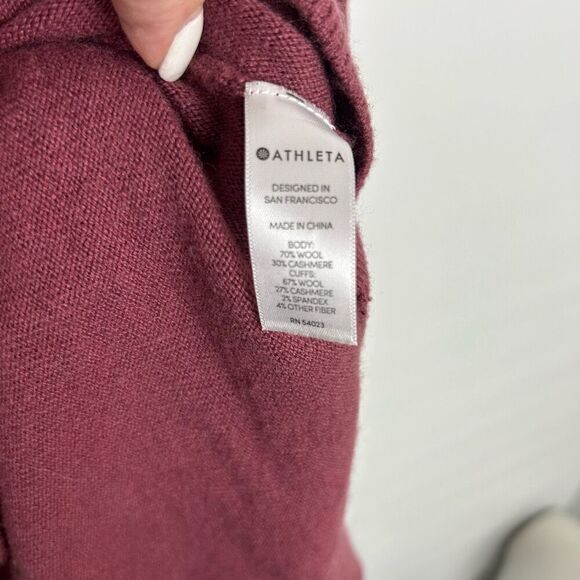 ATHLETA
DESIGNED IN
SAN FRANCISCO
MADE IN CHINA
BODY:
70% WOOL
30% CASHMERE
CUFFS:
67% WOOL
27% CASHMERE
2% SPANDEX
4% OTHER FIBER
RN 54023